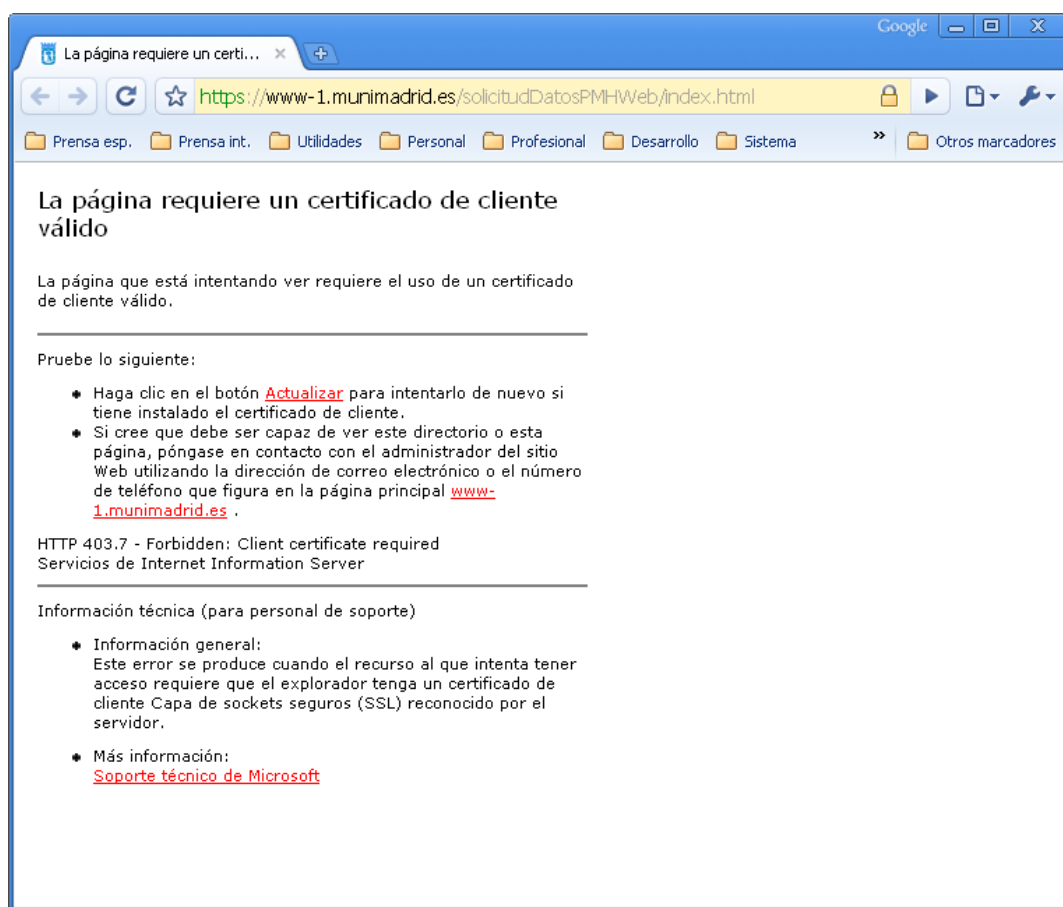 Google
La página requiere un certi...
https://www-1.munimadrid.es/solicitudDatosPMHWeb/index.html
Prensa esp. Prensa int. Utilidades Personal Profesional Desarrollo Sistema » Otros marcadores
La página requiere un certificado de cliente
válido
La página que está intentando ver requiere el uso de un certificado
de cliente válido.
Pruebe lo siguiente:
Haga clic en el botón Actualizar para intentarlo de nuevo si
tiene instalado el certificado de cliente.
Si cree que debe ser capaz de ver este directorio o esta
página, póngase en contacto con el administrador del sitio
Web utilizando la dirección de correo electrónico o el número
de teléfono que figura en la página principal www-
1.munimadrid.es .
HTTP 403.7 - Forbidden: Client certificate required
Servicios de Internet Information Server
Información técnica (para personal de soporte)
Información general:
Este error se produce cuando el recurso al que intenta tener
acceso requiere que el explorador tenga un certificado de
cliente Capa de sockets seguros (SSL) reconocido por el
servidor.
Más información:
Soporte técnico de Microsoft